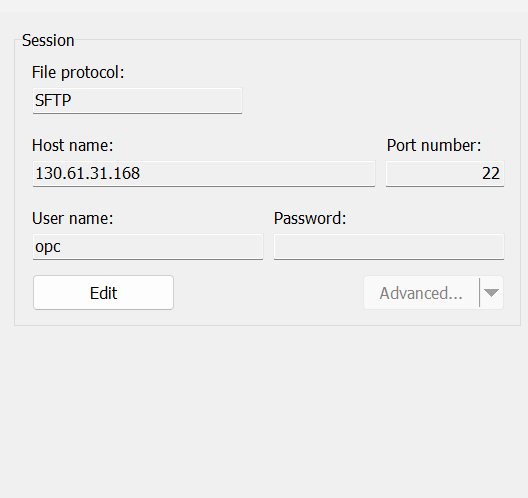 Session
File protocol:
SFTP
Host name:
Port number:
130.61.31.168
22
User name:
Password:
opc
Edit
Advanced...